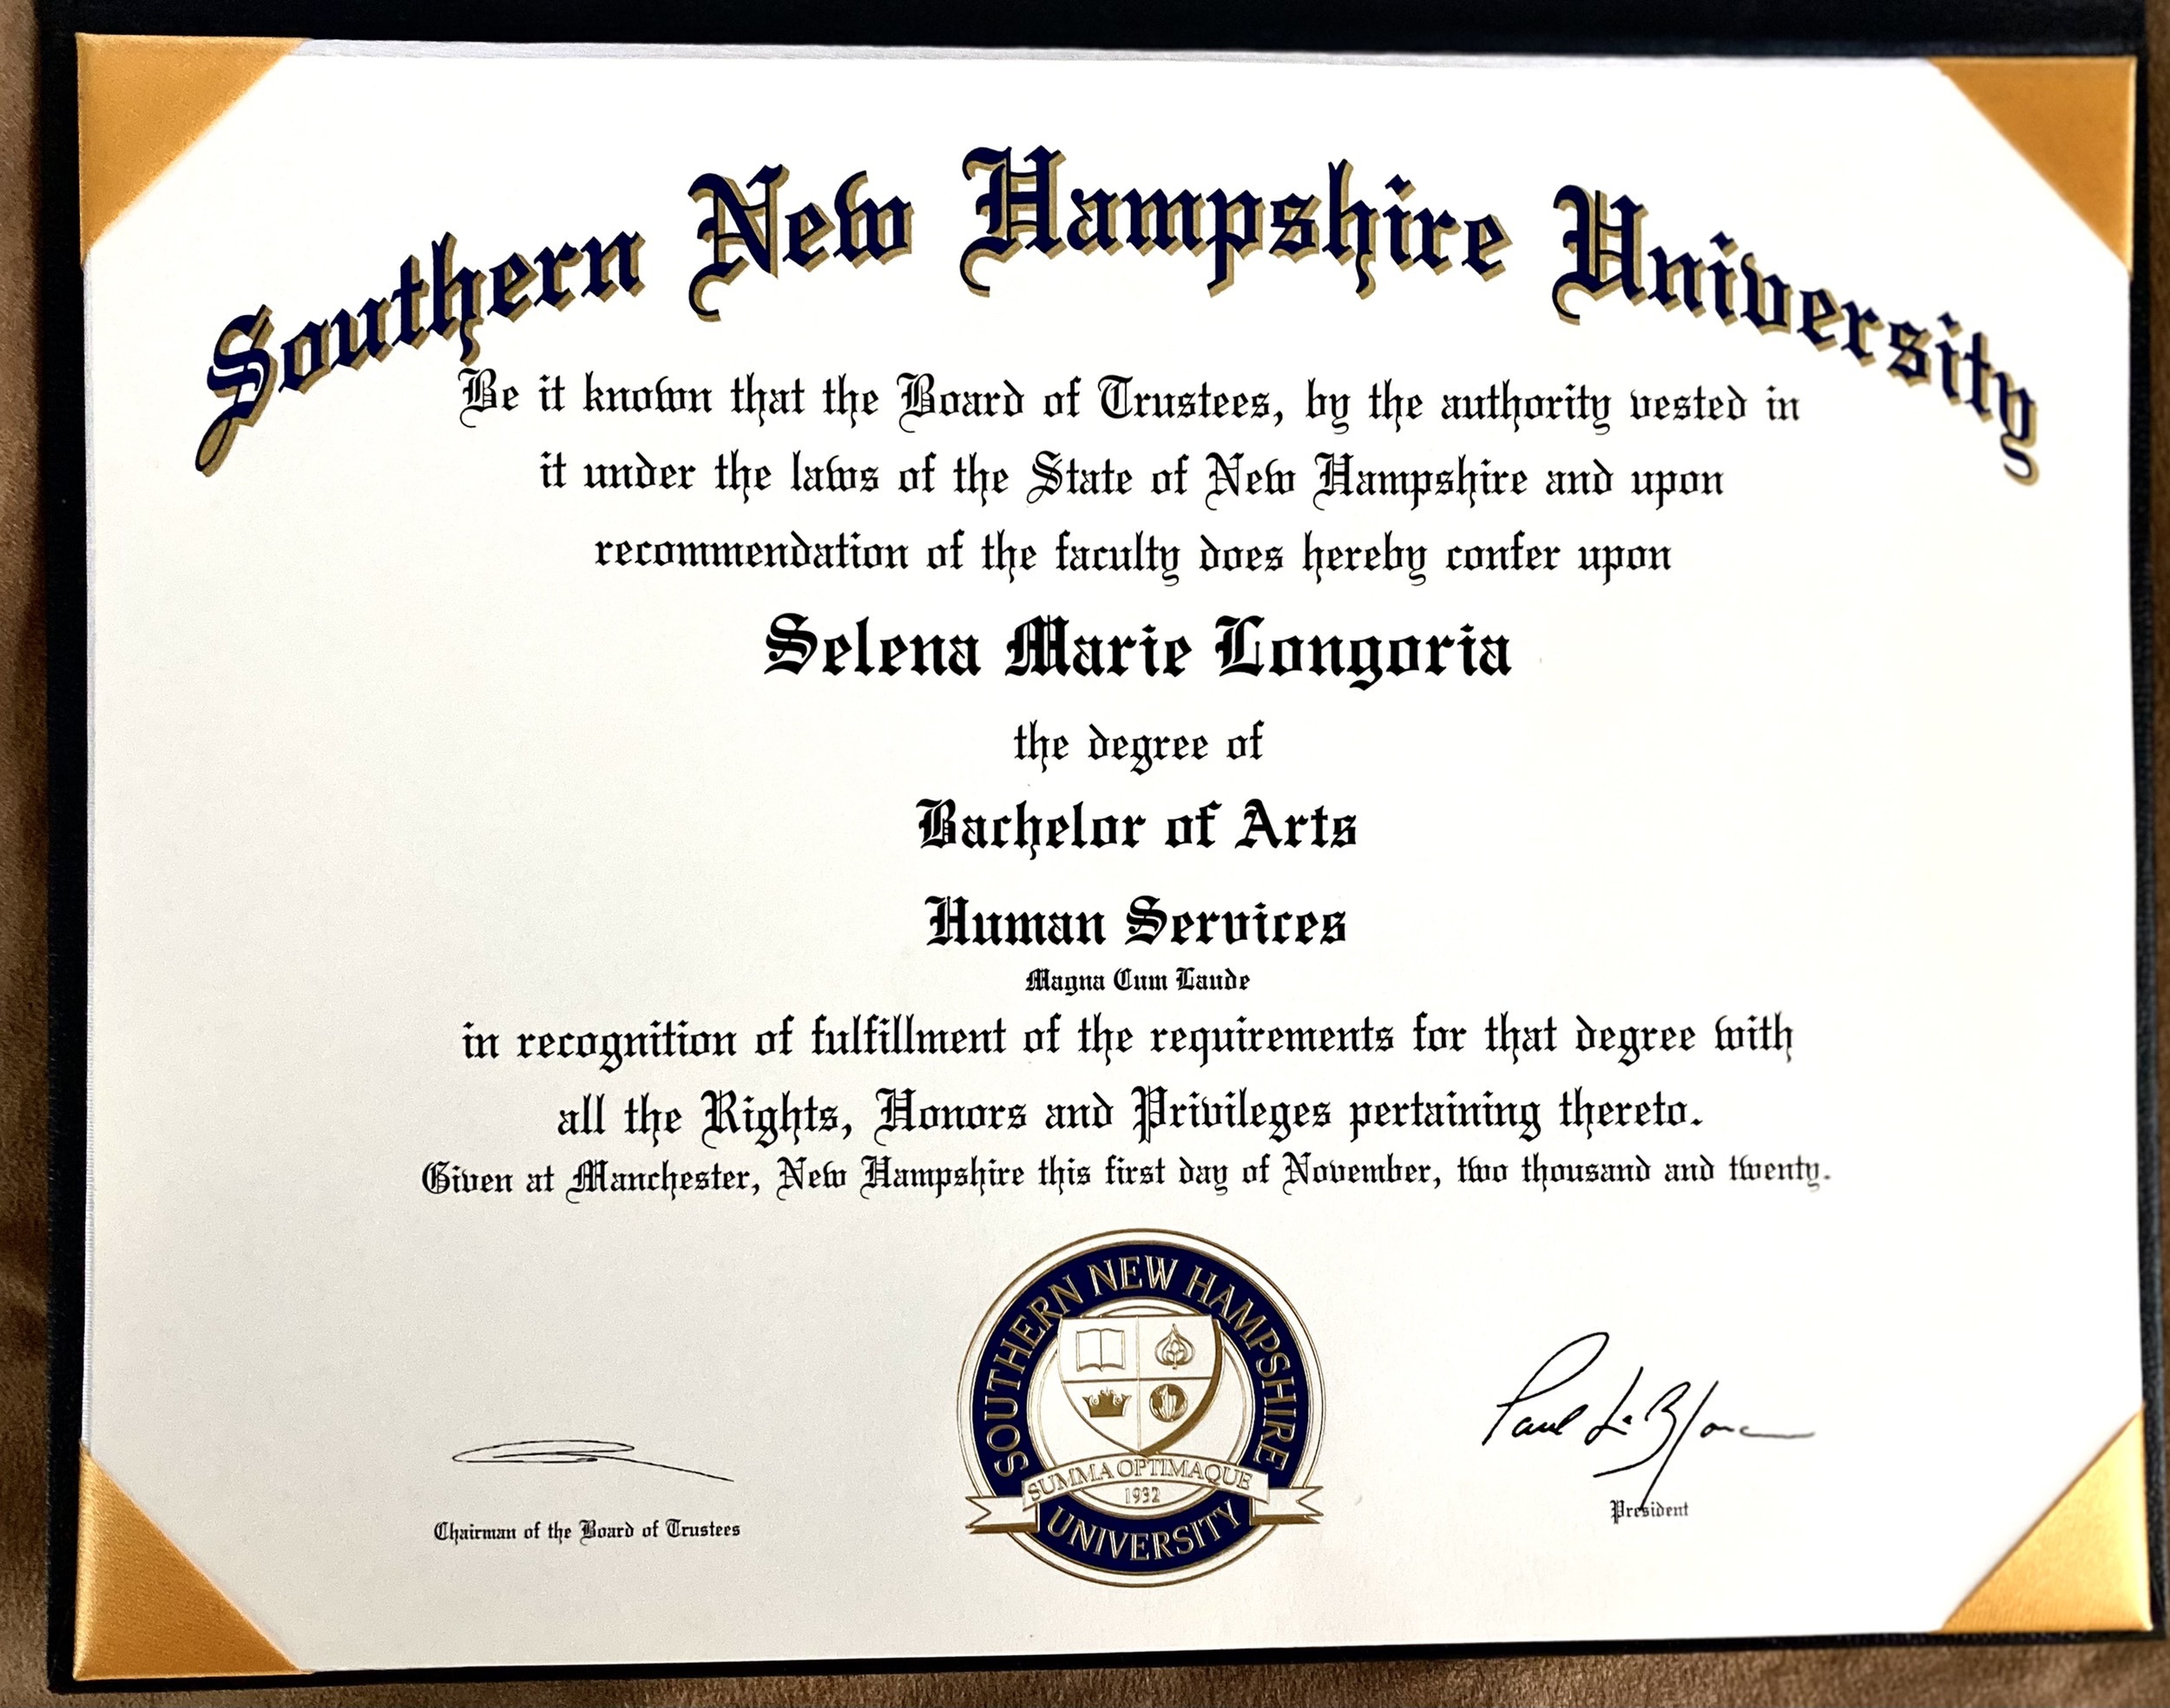 Southern New Hampshire University
Be it known that the Board of Trustees, by the authority vested in
it under the laws of the State of New Hampshire and upon
recommendation of the faculty does hereby confer upon
Selena Marie Longoria
the degree of
Bachelor of Arts
Human Services
Magna Cum Laude
in recognition of fulfillment of the requirements for that degree with
all the Rights, Honors and Privileges pertaining thereto.
Given at Manchester, New Hampshire this first day of November, two thousand and twenty.
SOUTHERN NEW HAMPSHIRE
SUMMA OPTIMAQUE
1932
UNIVERSITY
Chairman of the Board of Trustees
Paul LeBlanc
President